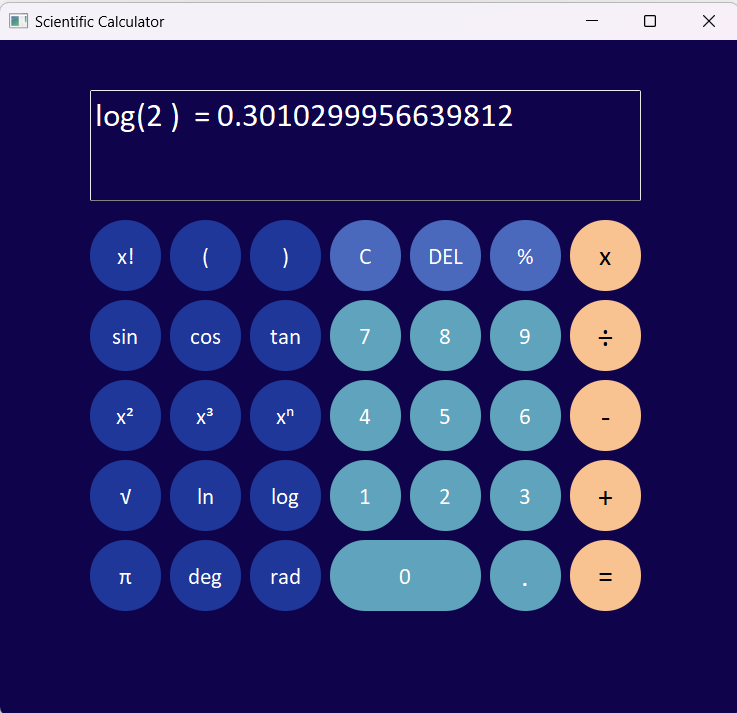 Scientific Calculator
log(2 )  = 0.3010299956639812
x! ( ) C DEL % x
sin cos tan 7 8 9 ÷
x² x³ xⁿ 4 5 6 -
√ ln log 1 2 3 +
π deg rad 0 . =